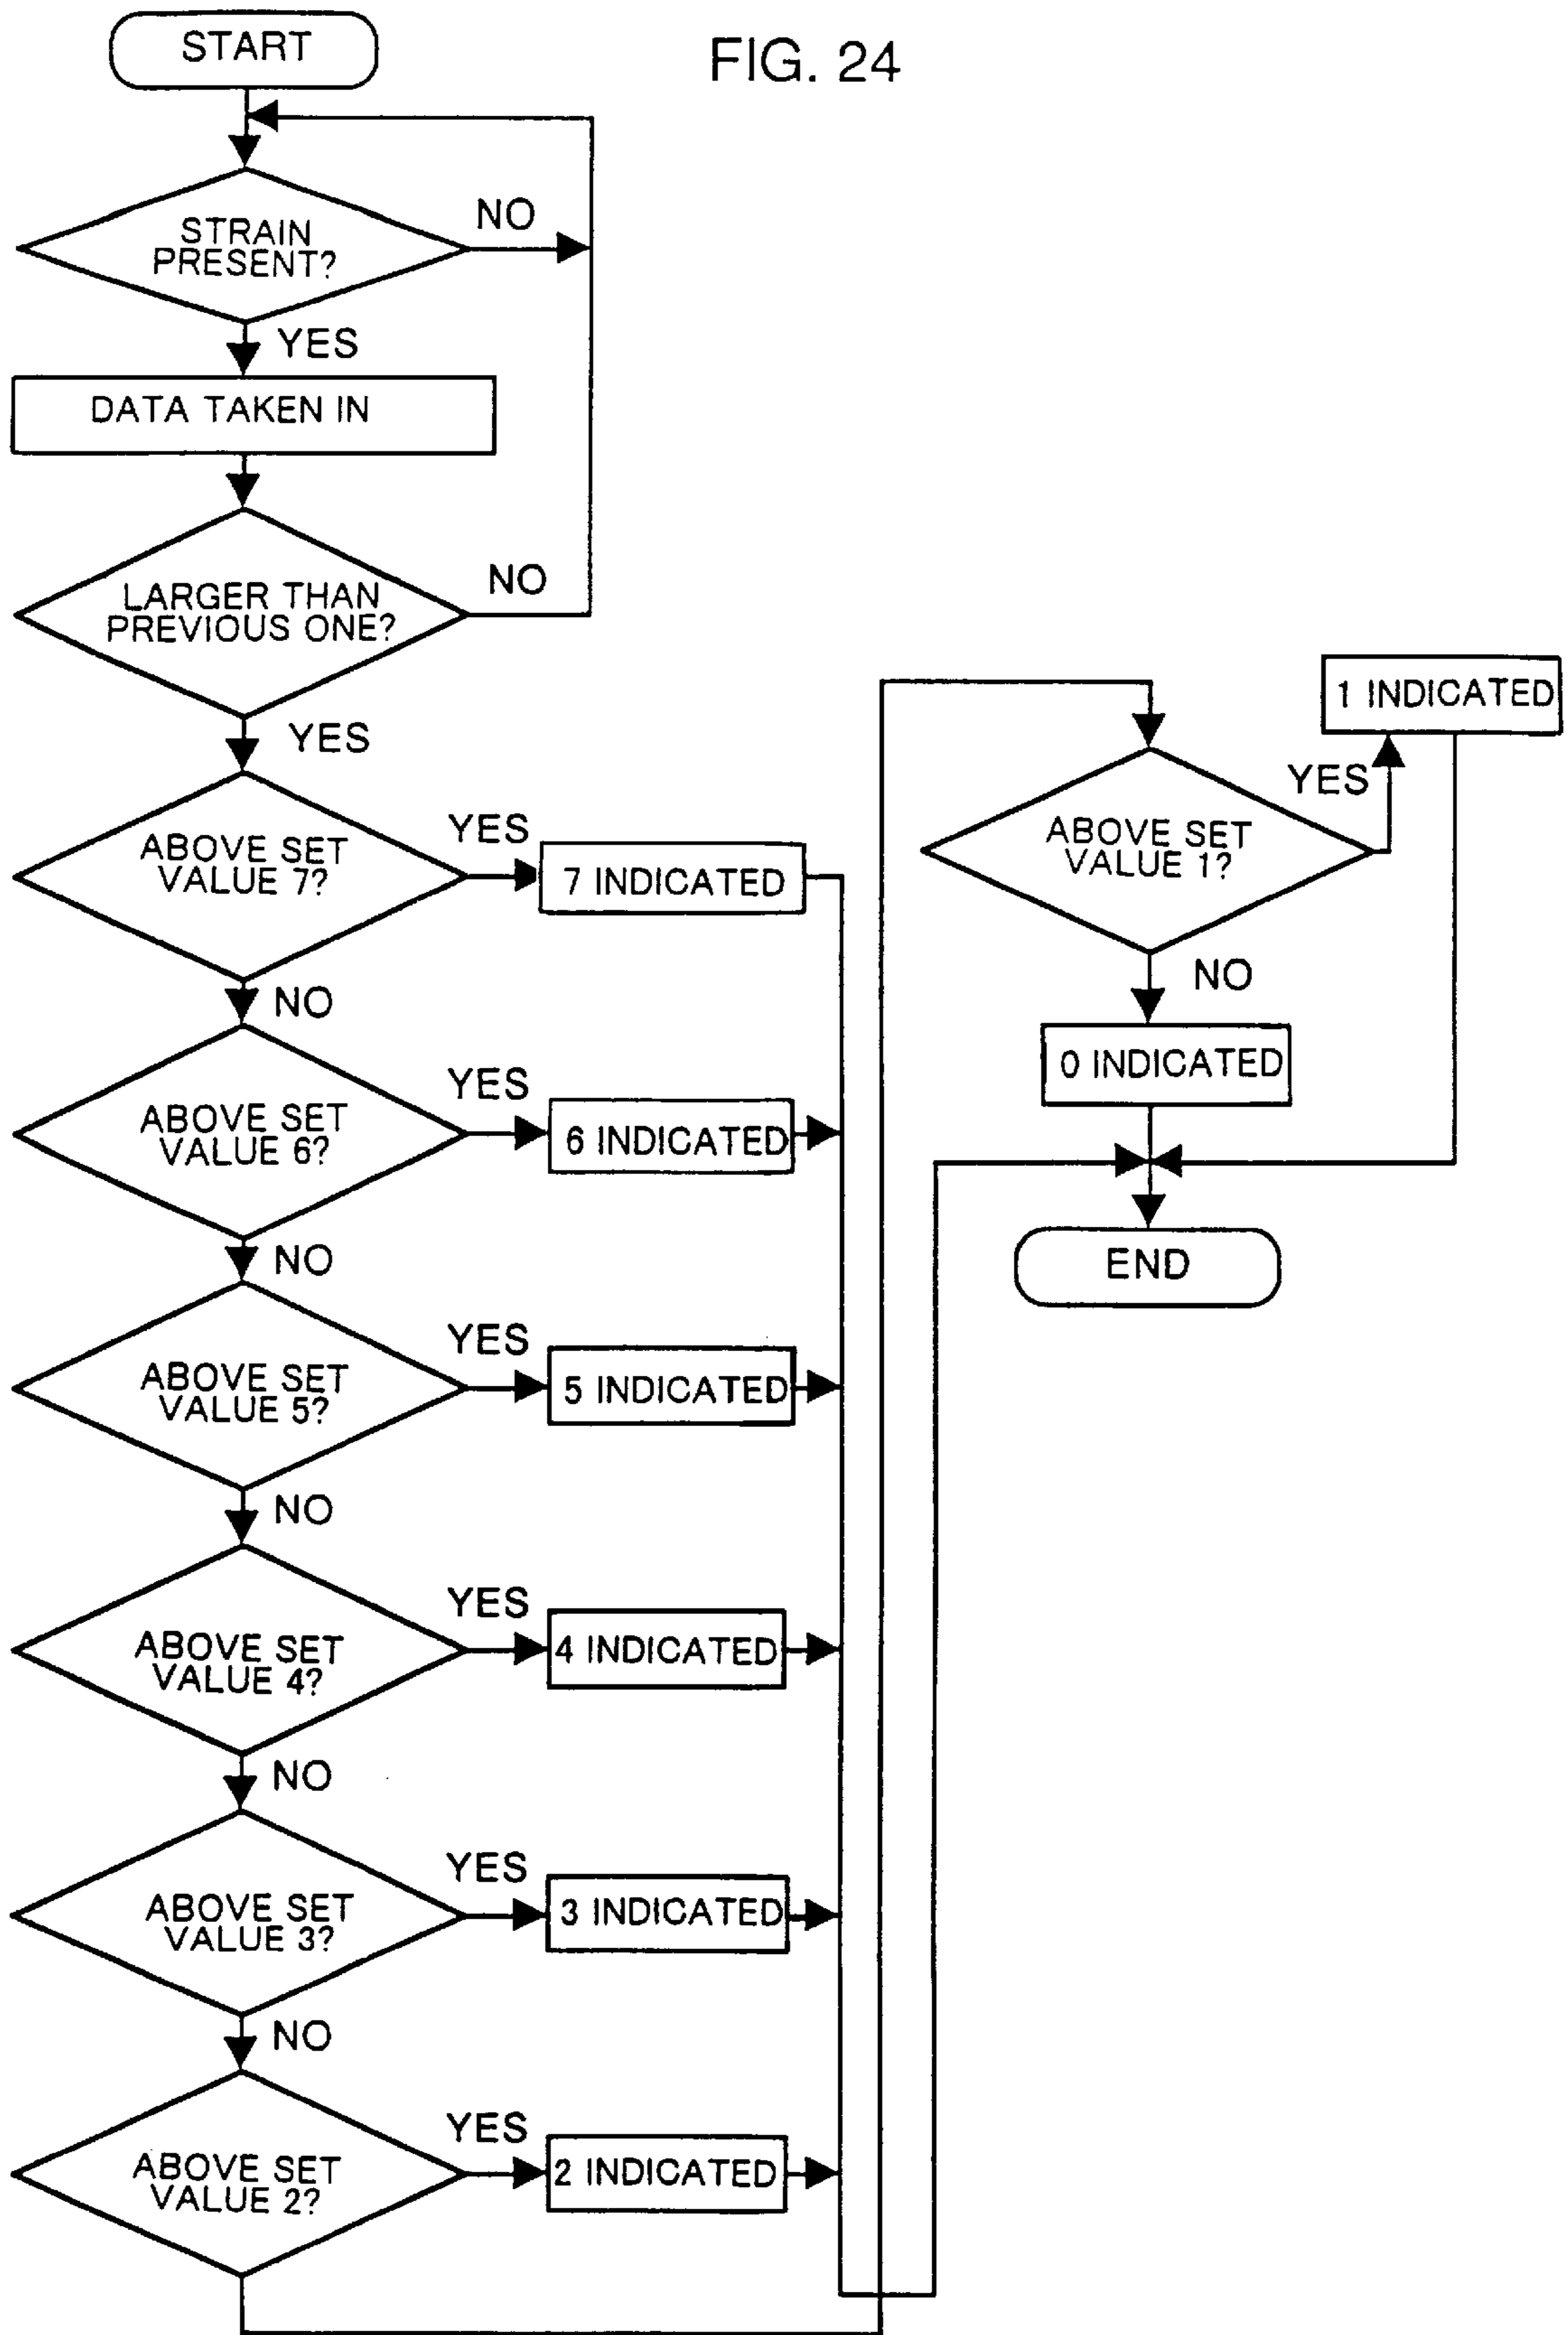 FIG. 24
START
STRAIN
PRESENT?
NO
YES
DATA TAKEN IN
LARGER THAN
PREVIOUS ONE?
NO
YES
ABOVE SET
VALUE 7?
YES
7 INDICATED
NO
ABOVE SET
VALUE 6?
YES
6 INDICATED
NO
ABOVE SET
VALUE 5?
YES
5 INDICATED
NO
ABOVE SET
VALUE 4?
YES
4 INDICATED
NO
ABOVE SET
VALUE 3?
YES
3 INDICATED
NO
ABOVE SET
VALUE 2?
YES
2 INDICATED
ABOVE SET
VALUE 1?
YES
1 INDICATED
NO
0 INDICATED
END